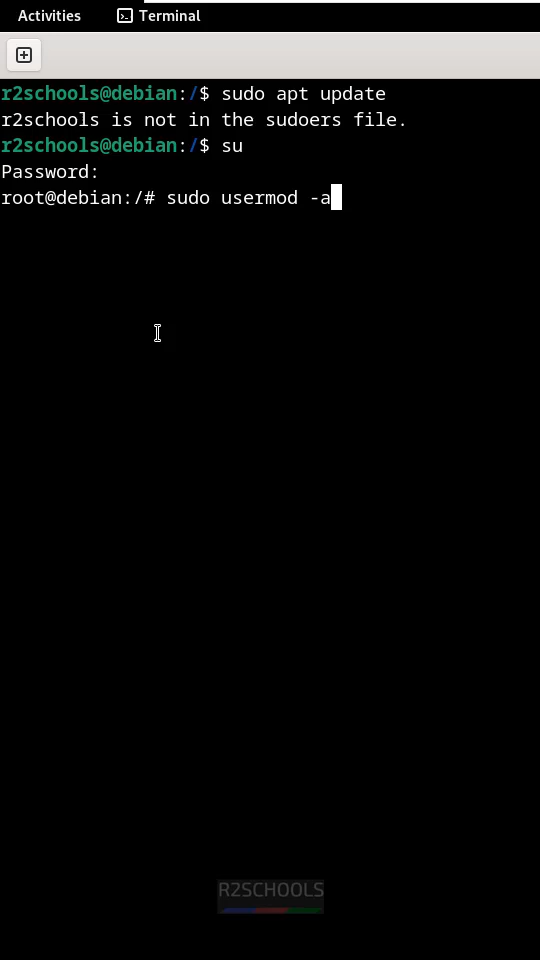 Activities
Terminal
r2schools@debian:/$ sudo apt update
r2schools is not in the sudoers file.
r2schools@debian:/$ su
Password:
root@debian:/# sudo usermod -a
R2SCHOOLS